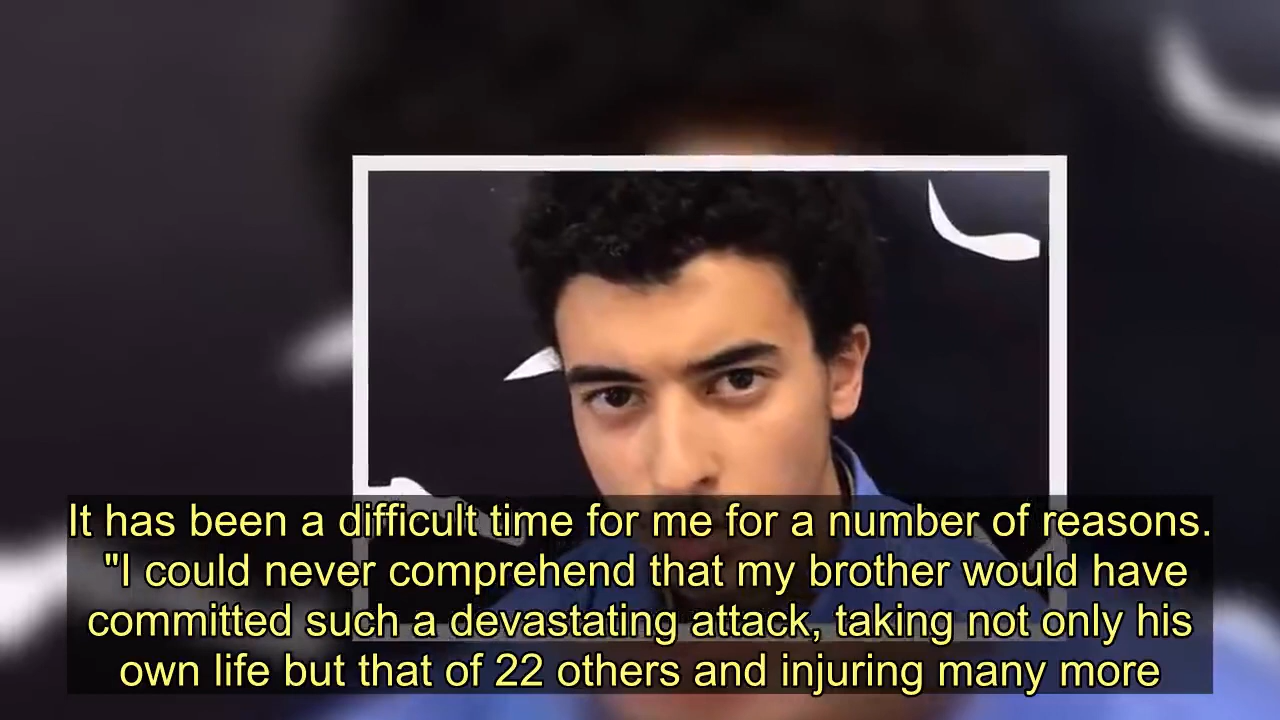 It has been a difficult time for me for a number of reasons.
"I could never comprehend that my brother would have
committed such a devastating attack, taking not only his
own life but that of 22 others and injuring many more